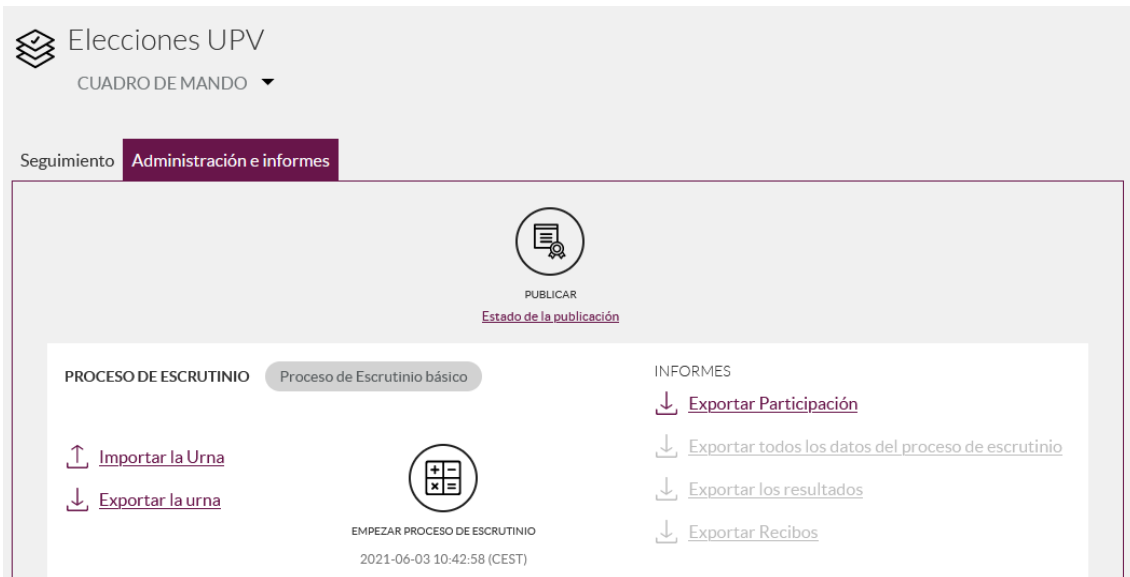 Elecciones UPV
CUADRO DE MANDO
Seguimiento Administración e informes
PUBLICAR
Estado de la publicación
PROCESO DE ESCRUTINIO Proceso de Escrutinio básico
Importar la Urna
Exportar la urna
EMPEZAR PROCESO DE ESCRUTINIO
2021-06-03 10:42:58 (CEST)
INFORMES
Exportar Participación
Exportar todos los datos del proceso de escrutinio
Exportar los resultados
Exportar Recibos